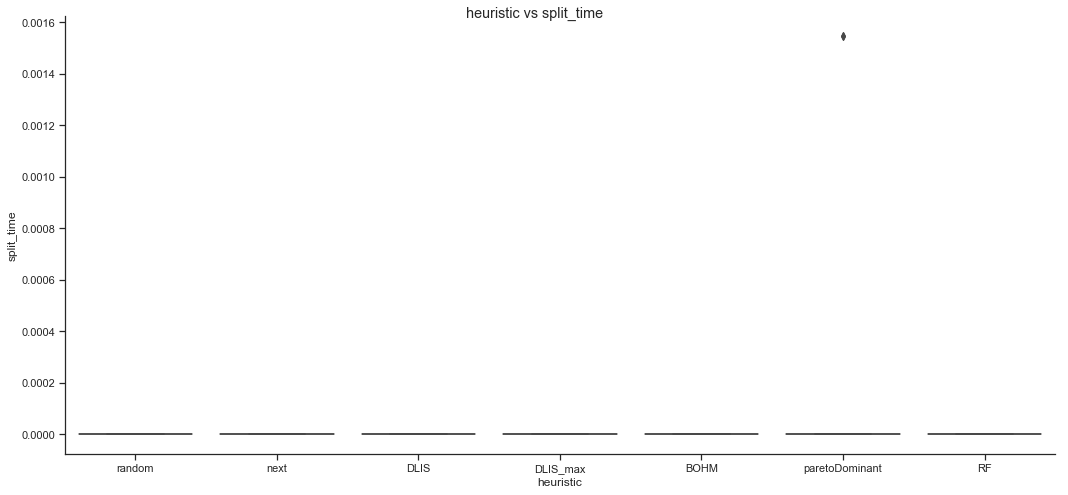 heuristic vs split_time
0.0016
0.0014
0.0012
0.0010
0.0008
0.0006
0.0004
0.0002
0.0000
split_time
random next DLIS DLIS_max BOHM paretoDominant RF
heuristic